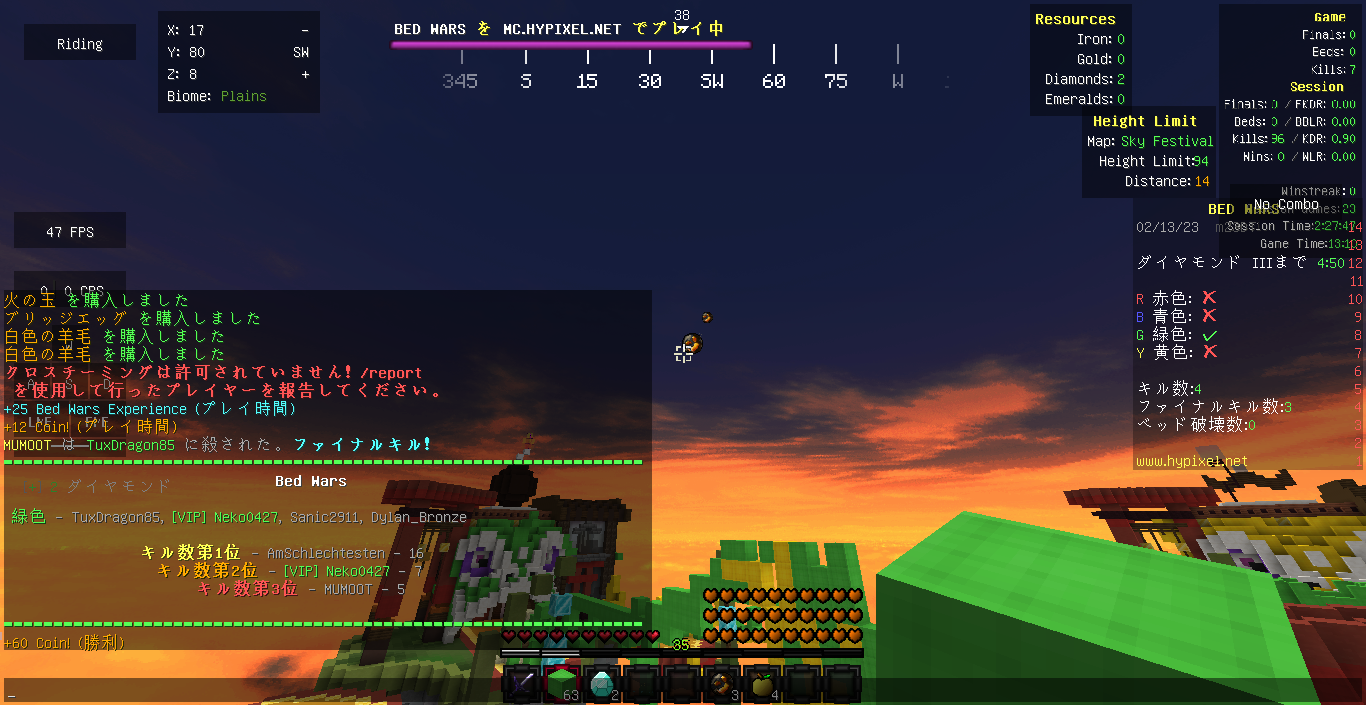 Riding
X: 17 -
Y: 80 SW
Z: 8 +
Biome: Plains
38
BED WARS を MC.HYPIXEL.NET でプレイ中
345 S 15 30 SW 60 75 W
Resources
Iron: 0
Gold: 0
Diamonds: 2
Emeralds: 0
Height Limit
Map: Sky Festival
Height Limit:94
Distance: 14
Game
Finals: 0
Kills: 7
Session
Finals: 0 / FKDR: 0.00
Beds: 0 / BBLR: 0.00
Kills: 36 / KDR: 0.90
Wins: 0 / WLR: 0.00
Winstreak: 0
No Combo
BED WARS
02/13/23
Session Time:2:27:47
Game Time:13:10
ダイヤモンド IIIまで 4:50
R 赤色: ✗
B 青色: ✗
G 緑色: ✓
Y 黄色: ✗
キル数:4
ファイナルキル数:3
ベッド破壊数:0
www.hypixel.net
14
13
12
11
10
9
8
7
6
5
4
3
2
47 FPS
0 0 CPS
火の玉 を購入しました
ブリッジエッグ を購入しました
白色の羊毛 を購入しました
白色の羊毛 を購入しました
クロスチーミングは許可されていません! /report
を使用して行ったプレイヤーを報告してください。
+25 Bed Wars Experience (プレイ時間)
+12 Coin! (プレイ時間)
MUMOOT は TuxDragon85 に殺された。ファイナルキル!
Bed Wars
ダイヤモンド
緑色 - TuxDragon85, [VIP] Neko0427, Sanic2911, Dylan_Bronze
キル数第1位 - AmSchlechtesten - 16
キル数第2位 - [VIP] Neko0427 - 7
キル数第3位 - MUMOOT - 5
+60 Coin! (勝利)
35
63 2 3 4
_